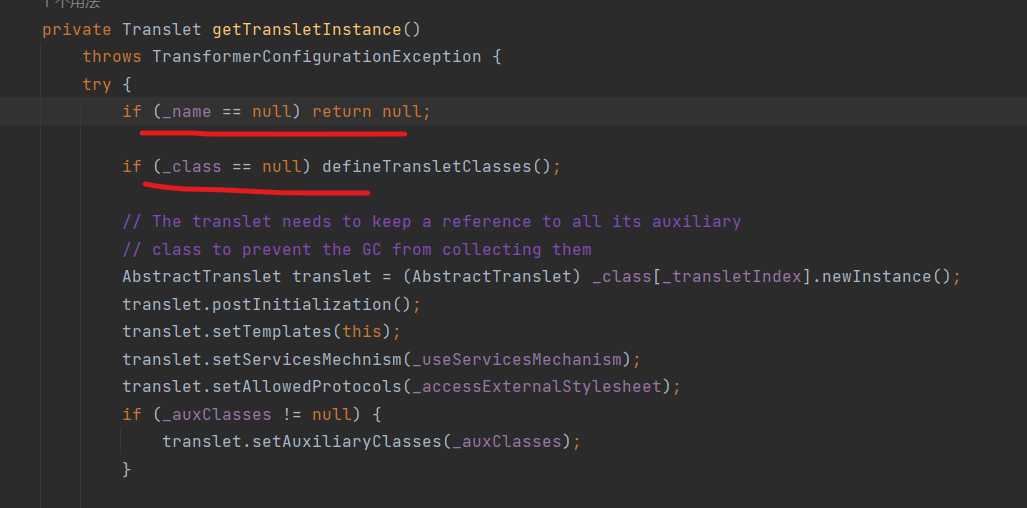 1个用法
private Translet getTransletInstance()
throws TransformerConfigurationException {
try {
if (_name == null) return null;
if (_class == null) defineTransletClasses();
// The translet needs to keep a reference to all its auxiliary
// class to prevent the GC from collecting them
AbstractTranslet translet = (AbstractTranslet) _class[_transletIndex].newInstance();
translet.postInitialization();
translet.setTemplates(this);
translet.setServicesMechnism(_useServicesMechanism);
translet.setAllowedProtocols(_accessExternalStylesheet);
if (_auxClasses != null) {
translet.setAuxiliaryClasses(_auxClasses);
}